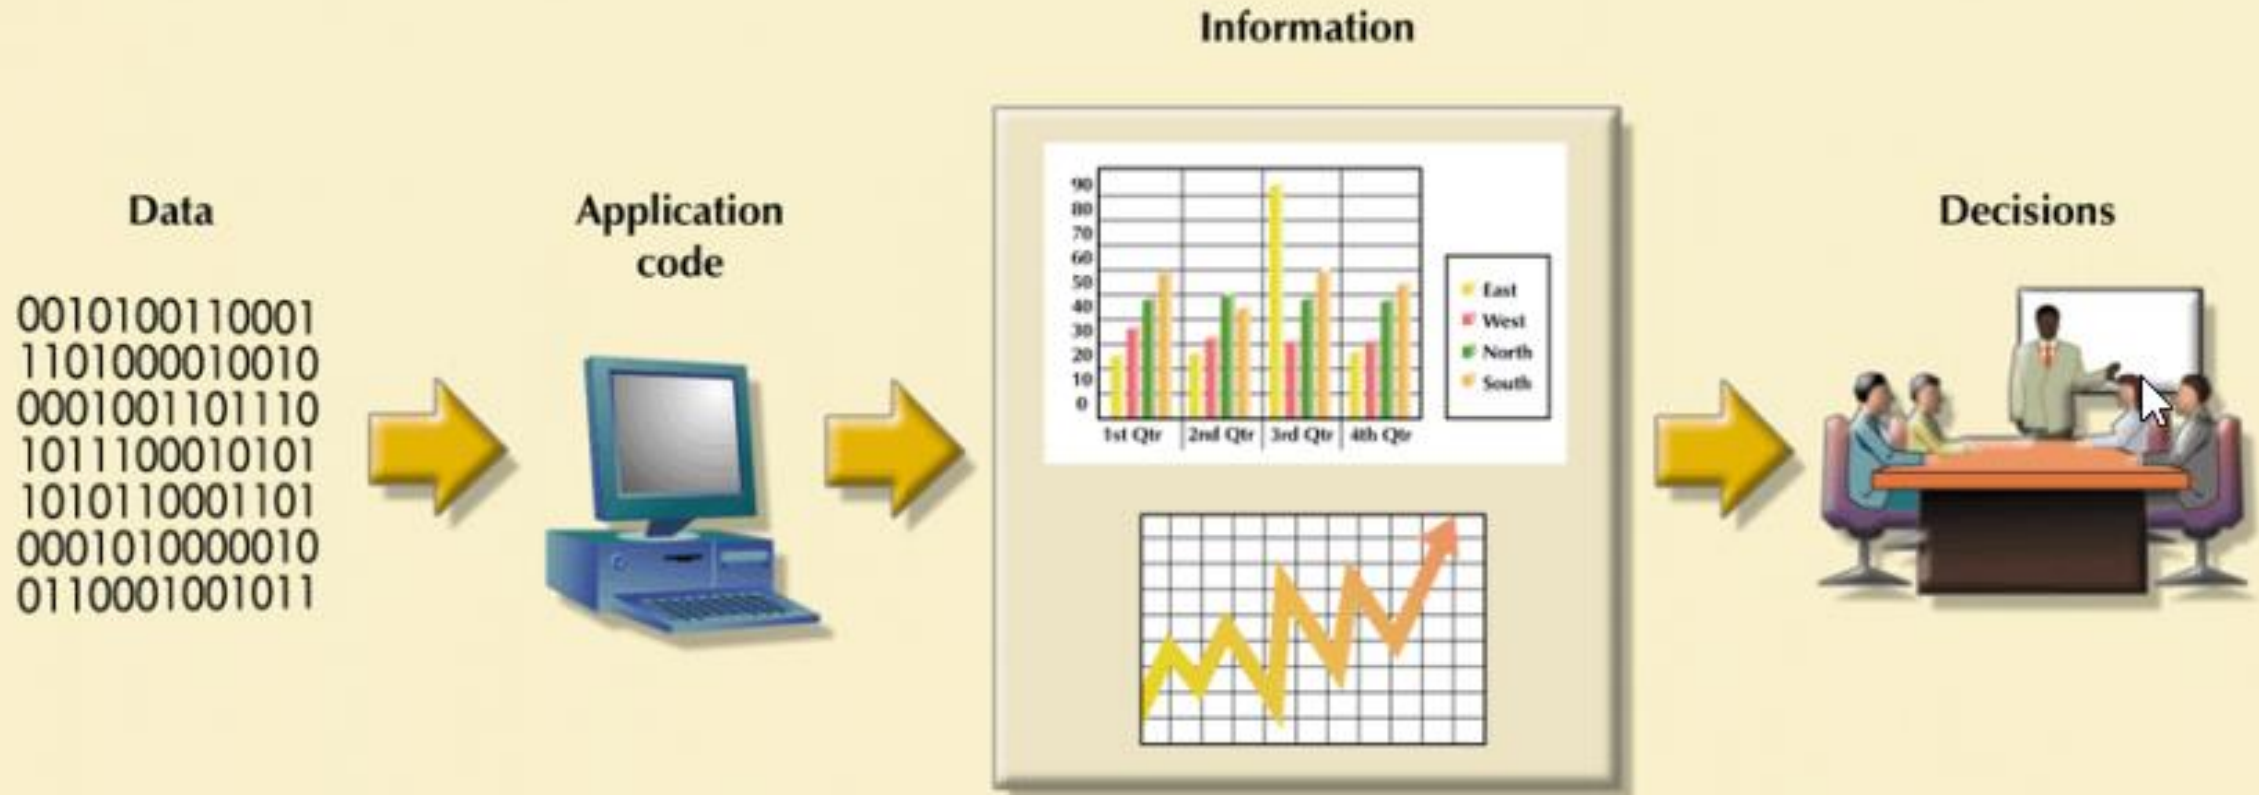 Information
Data
0010100110001
1101000010010
0001001101110
1011100010101
1010110001101
0001010000010
0110001001011
Application
code
90
80
70
60
50
40
30
20
10
0
1st Qtr
2nd Qtr
3rd Qtr
4th Qtr
East
West
North
South
Decisions